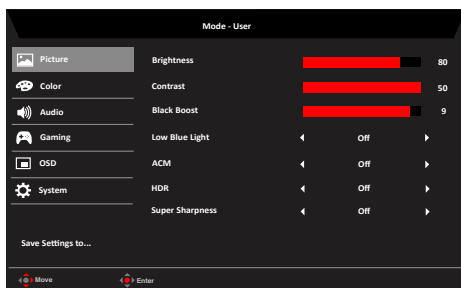 Mode - User
Picture
Brightness 80
Color
Contrast 50
Audio
Black Boost 9
Gaming
Low Blue Light Off
OSD
ACM Off
System
HDR Off
Super Sharpness Off
Save Settings to...
Move Enter